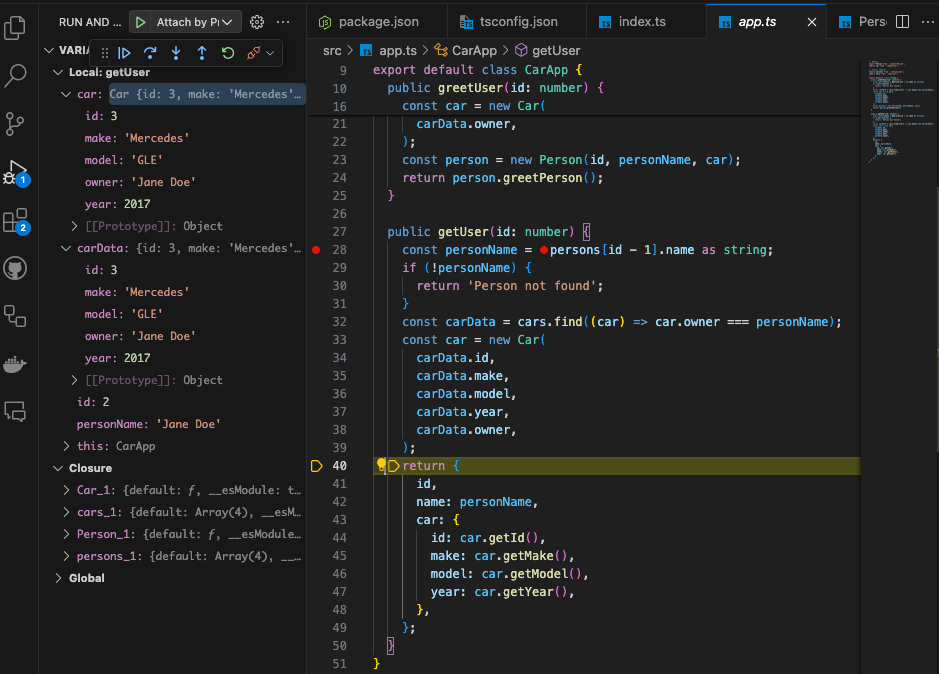 RUN AND ...
Attach by Pr
...
package.json
tsconfig.json
index.ts
app.ts
Pers
...
VARIA
src > app.ts > CarApp > getUser
Local: getUser
car: Car {id: 3, make: 'Mercedes'…
id: 3
make: 'Mercedes'
model: 'GLE'
owner: 'Jane Doe'
year: 2017
[[Prototype]]: Object
carData: {id: 3, make: 'Mercedes'…
id: 3
make: 'Mercedes'
model: 'GLE'
owner: 'Jane Doe'
year: 2017
[[Prototype]]: Object
id: 2
personName: 'Jane Doe'
this: CarApp
Closure
Car_1: {default: ƒ, __esModule: t…
cars_1: {default: Array(4), __esM…
Person_1: {default: ƒ, __esModule…
persons_1: {default: Array(4), __…
Global
1
2
9 export default class CarApp {
10 public greetUser(id: number) {
16 const car = new Car(
21 carData.owner,
22 );
23 const person = new Person(id, personName, car);
24 return person.greetPerson();
25 }
26
27 public getUser(id: number) {
28 const personName = persons[id - 1].name as string;
29 if (!personName) {
30 return 'Person not found';
31 }
32 const carData = cars.find((car) => car.owner === personName);
33 const car = new Car(
34 carData.id,
35 carData.make,
36 carData.model,
37 carData.year,
38 carData.owner,
39 );
40 return {
41 id,
42 name: personName,
43 car: {
44 id: car.getId(),
45 make: car.getMake(),
46 model: car.getModel(),
47 year: car.getYear(),
48 },
49 };
50 }
51 }